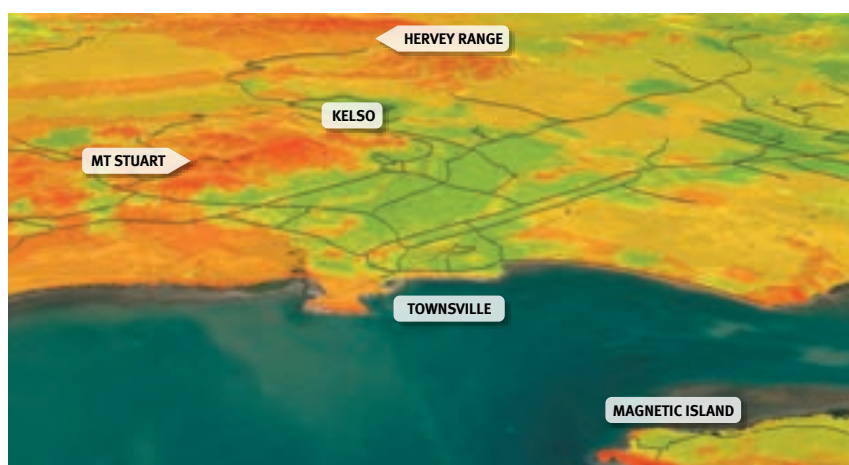 HERVEY RANGE
KELSO
MT STUART
TOWNSVILLE
MAGNETIC ISLAND